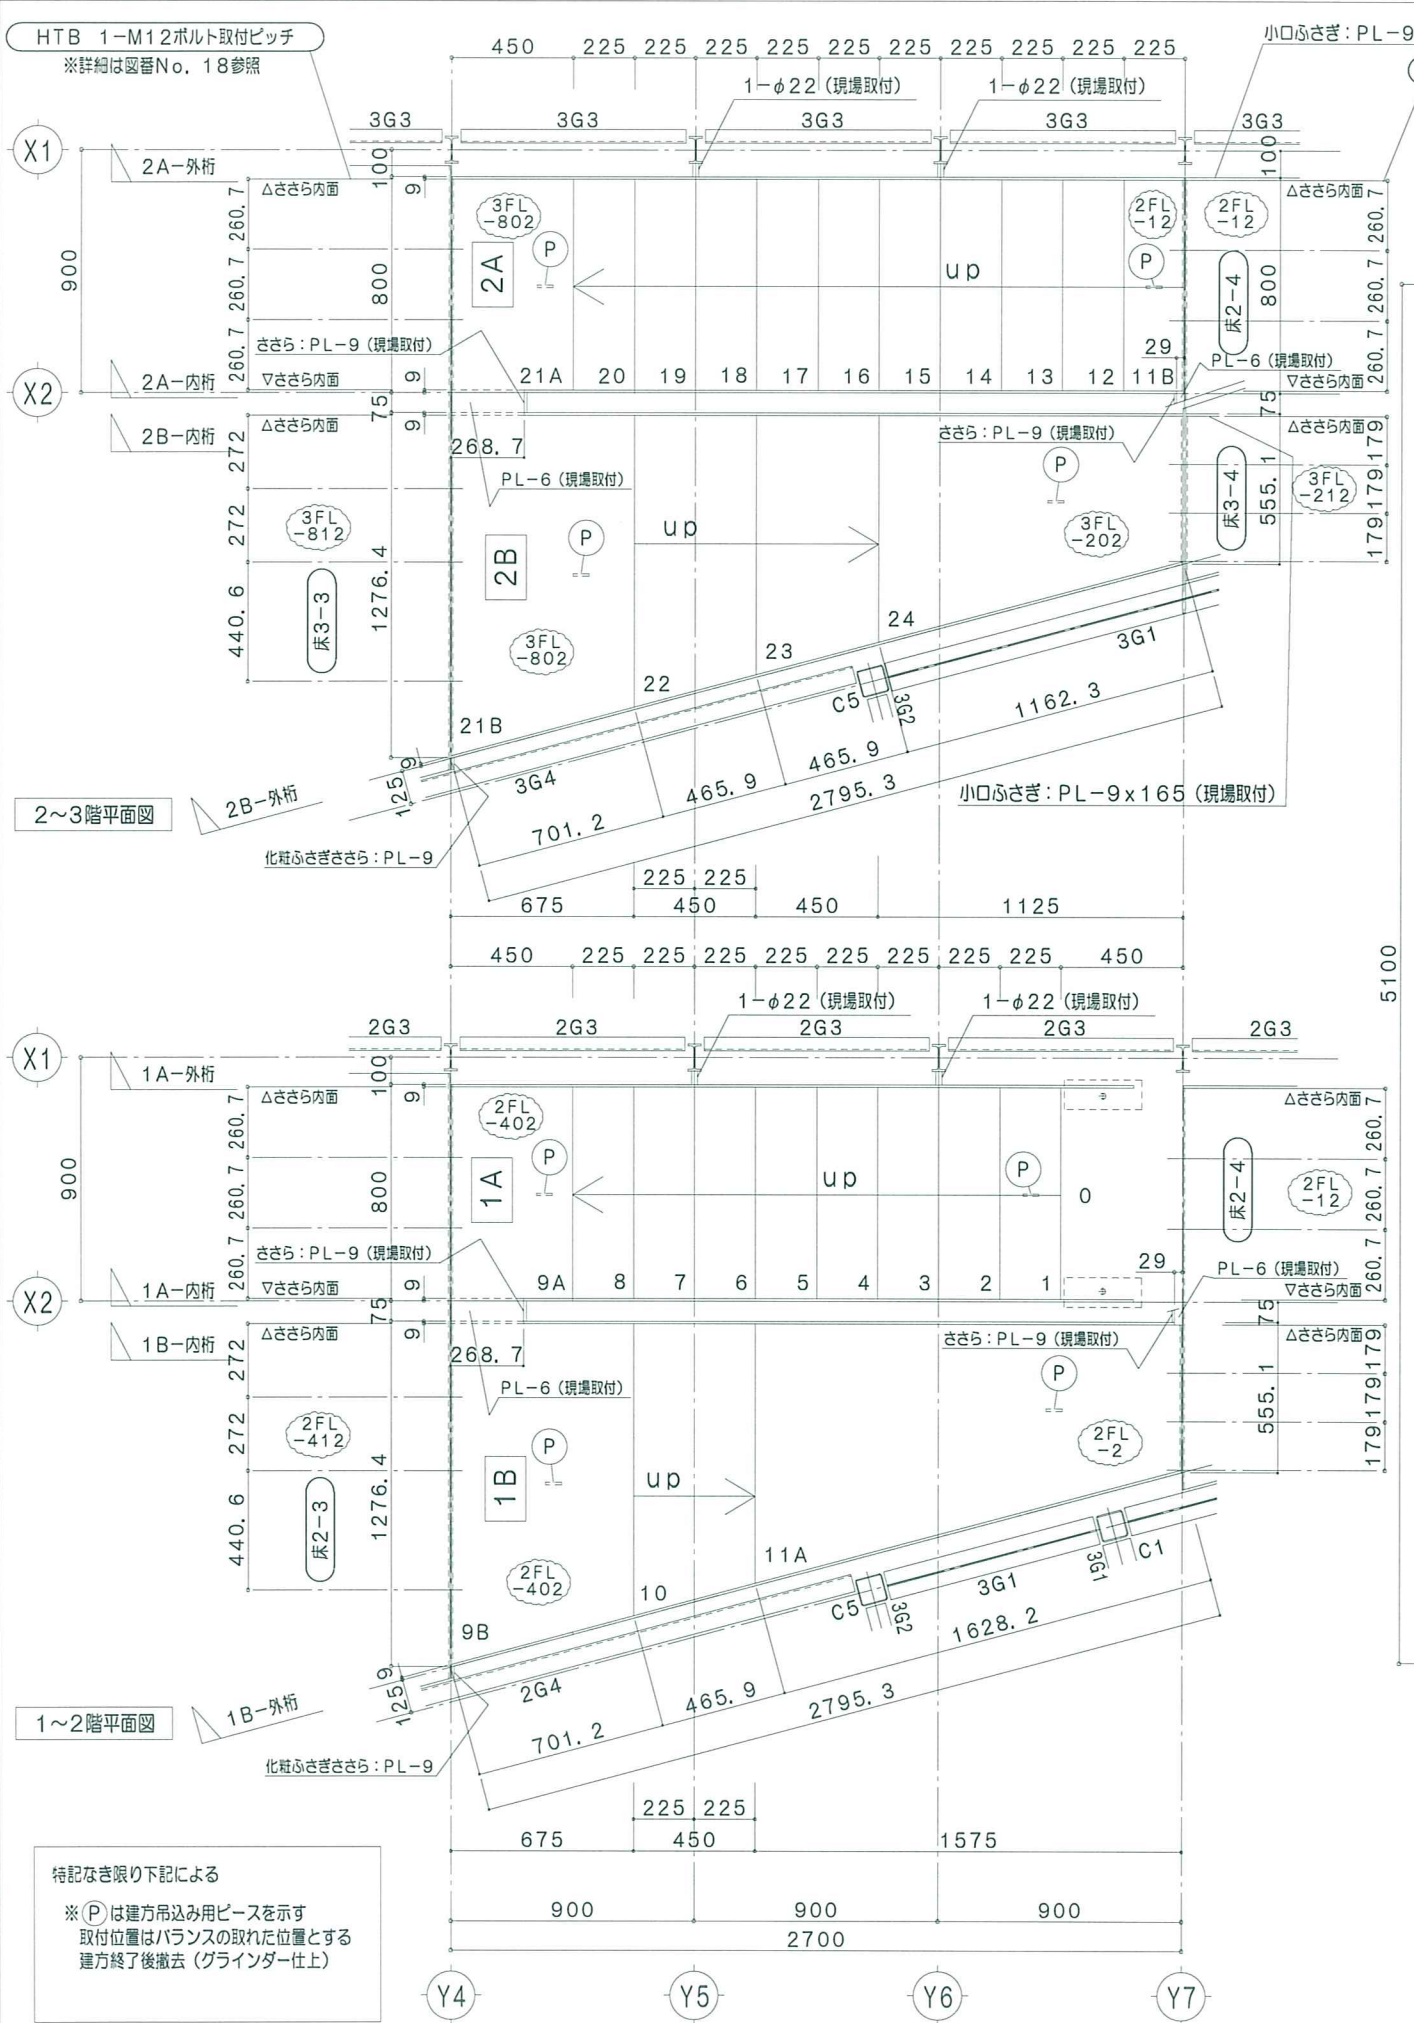 HTB 1-M12ボルト取付ピッチ
※詳細は図番No. 18参照
小口ふさぎ:PL-9
450 225 225 225 225 225 225 225 225 225 225
1-φ22(現場取付)
1-φ22(現場取付)
3G3 3G3 3G3 3G3 3G3
X1
2A-外桁
△ささら内面
100
9
100
△ささら内面
3FL
-802
P
2A
up
2FL
-12
P
2FL
-12
床2-4
900
260.7 260.7 260.7
800
800
260.7 260.7 260.7
ささら:PL-9(現場取付)
29
PL-6(現場取付)
X2
2A-内桁
▽ささら内面
9
75
9
21A 20 19 18 17 16 15 14 13 12 11B
▽ささら内面
75
2B-内桁
△ささら内面
△ささら内面
268.7
PL-6(現場取付)
ささら:PL-9(現場取付)
P
272 272 440.6
3FL
-812
床3-3
1276.4
2B
P
up
3FL
-202
床3-4
555.1
3FL
-212
179 179 179
3FL
-802
21B
22
23
24
C5
3G2
3G1
3G4
9
125
701.2
465.9
465.9
1162.3
2795.3
2~3階平面図
2B-外桁
化粧ふさぎささら:PL-9
小口ふさぎ:PL-9x165(現場取付)
225 225
675 450 450 1125
5100
450 225 225 225 225 225 225 225 225 450
1-φ22(現場取付)
1-φ22(現場取付)
2G3 2G3 2G3 2G3 2G3
X1
1A-外桁
△ささら内面
100
9
△ささら内面
2FL
-402
P
1A
up
P
0
床2-4
2FL
-12
900
260.7 260.7 260.7
800
260.7 260.7 260.7
ささら:PL-9(現場取付)
29
PL-6(現場取付)
X2
1A-内桁
▽ささら内面
9
75
9
9A 8 7 6 5 4 3 2 1
▽ささら内面
75
1B-内桁
△ささら内面
△ささら内面
268.7
PL-6(現場取付)
ささら:PL-9(現場取付)
P
272 272 440.6
2FL
-412
床2-3
1276.4
1B
P
up
2FL
-2
555.1
179 179 179
2FL
-402
9B
10
11A
C5
3G2
3G1
3G1
C1
2G4
9
125
701.2
465.9
1628.2
2795.3
1~2階平面図
1B-外桁
化粧ふさぎささら:PL-9
225 225
675 450 1575
特記なき限り下記による
※Pは建方吊込み用ピースを示す
取付位置はバランスの取れた位置とする
建方終了後撤去(グラインダー仕上)
900 900 900
2700
Y4 Y5 Y6 Y7